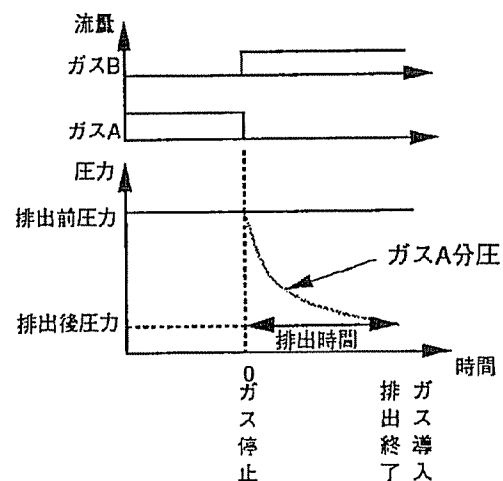 流量
ガスB
ガスA
圧力
排出前圧力
ガスA分圧
排出後圧力
排出時間
時間
0
ガス停止
排出終了
ガス導入